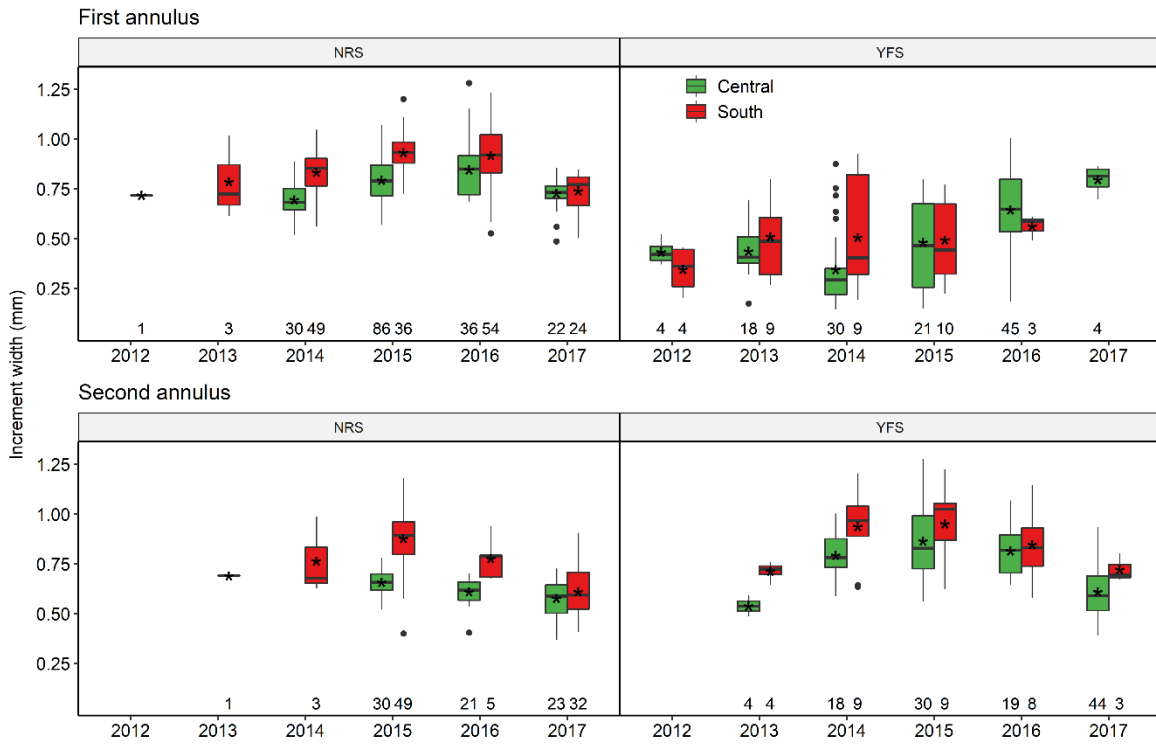 First annulus
NRS YFS
Central
South
1.25
1.00
0.75
0.50
0.25
1 3 30 49 86 36 36 54 22 24 4 4 18 9 30 9 21 10 45 3 4
2012 2013 2014 2015 2016 2017 2012 2013 2014 2015 2016 2017
Increment width (mm)
Second annulus
NRS YFS
1.25
1.00
0.75
0.50
0.25
1 3 30 49 21 5 23 32 4 4 18 9 30 9 19 8 44 3
2012 2013 2014 2015 2016 2017 2012 2013 2014 2015 2016 2017